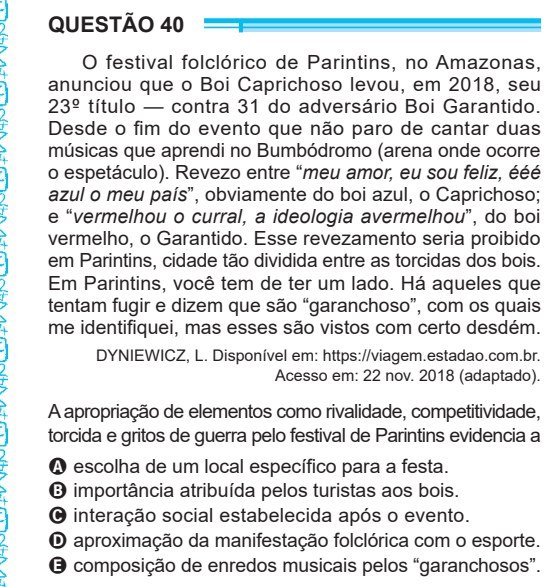 QUESTÃO 40
O festival folclórico de Parintins, no Amazonas,
anunciou que o Boi Caprichoso levou, em 2018, seu
23º título — contra 31 do adversário Boi Garantido.
Desde o fim do evento que não paro de cantar duas
músicas que aprendi no Bumbódromo (arena onde ocorre
o espetáculo). Revezo entre “meu amor, eu sou feliz, êêê
azul o meu país”, obviamente do boi azul, o Caprichoso;
e “vermelhou o curral, a ideologia avermelhou”, do boi
vermelho, o Garantido. Esse revezamento seria proibido
em Parintins, cidade tão dividida entre as torcidas dos bois.
Em Parintins, você tem de ter um lado. Há aqueles que
tentam fugir e dizem que são “garanchoso”, com os quais
me identifiquei, mas esses são vistos com certo desdém.
DYNIEWICZ, L. Disponível em: https://viagem.estadao.com.br.
Acesso em: 22 nov. 2018 (adaptado).
A apropriação de elementos como rivalidade, competitividade,
torcida e gritos de guerra pelo festival de Parintins evidencia a
A escolha de um local específico para a festa.
B importância atribuída pelos turistas aos bois.
C interação social estabelecida após o evento.
D aproximação da manifestação folclórica com o esporte.
E composição de enredos musicais pelos “garanchosos”.